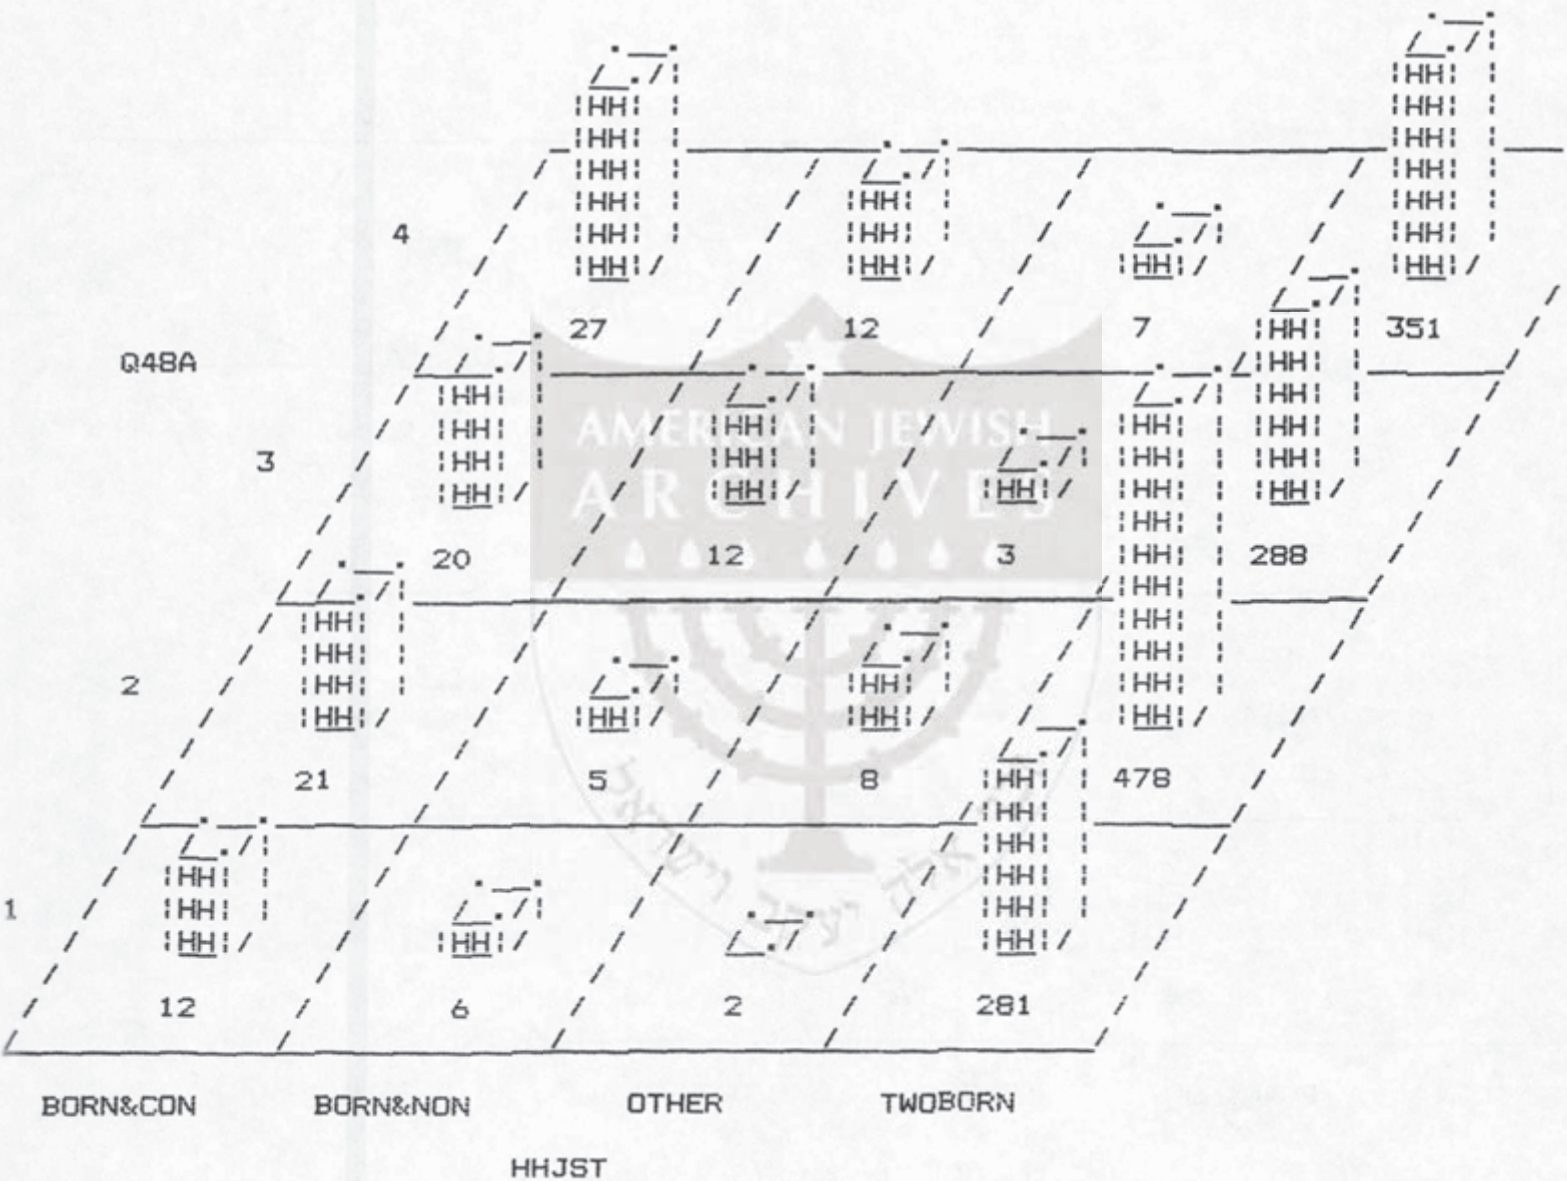 4
27 12 7 351
Q48A
AMERICAN JEWISH
3
ARCHIVES
20 12 3 288
2
21 5 8 478
1
12 6 2 281
BORN&CON BORN&NON OTHER TWOBORN
HHJST